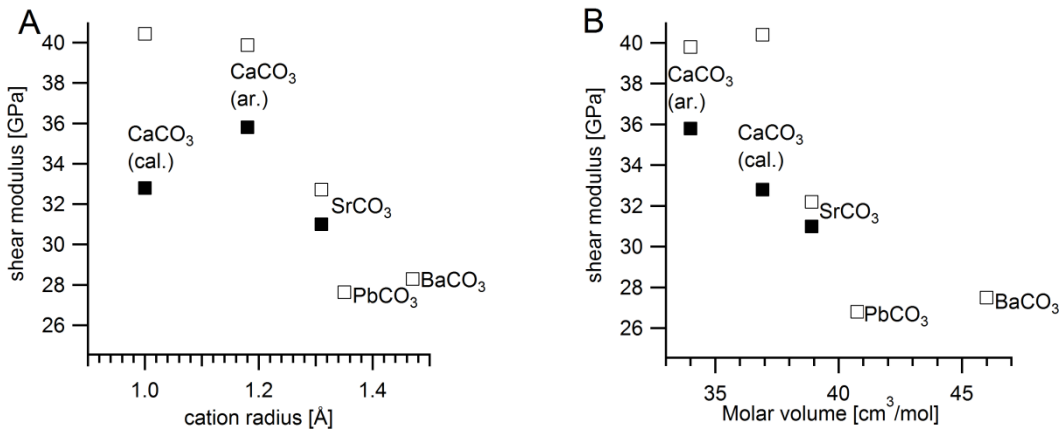 A
shear modulus [GPa]
40
38
36
34
32
30
28
26
CaCO₃
(ar.)
CaCO₃
(cal.)
SrCO₃
PbCO₃
BaCO₃
1.0
1.2
1.4
cation radius [Å]
B
shear modulus [GPa]
40
38
36
34
32
30
28
26
CaCO₃
(ar.)
CaCO₃
(cal.)
SrCO₃
PbCO₃
BaCO₃
35
40
45
Molar volume [cm³/mol]